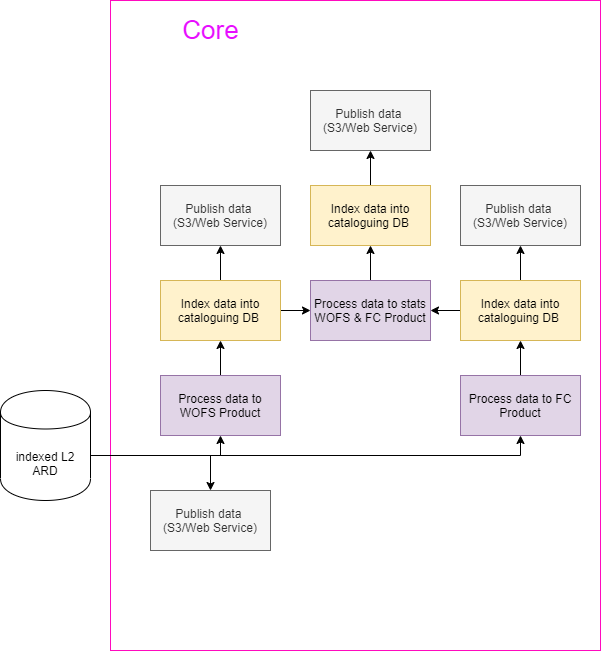 Core
Publish data
(S3/Web Service)
Publish data
(S3/Web Service)
Index data into
cataloguing DB
Publish data
(S3/Web Service)
Index data into
cataloguing DB
Process data to stats
WOFS & FC Product
Index data into
cataloguing DB
Process data to
WOFS Product
Process data to FC
Product
indexed L2
ARD
Publish data
(S3/Web Service)